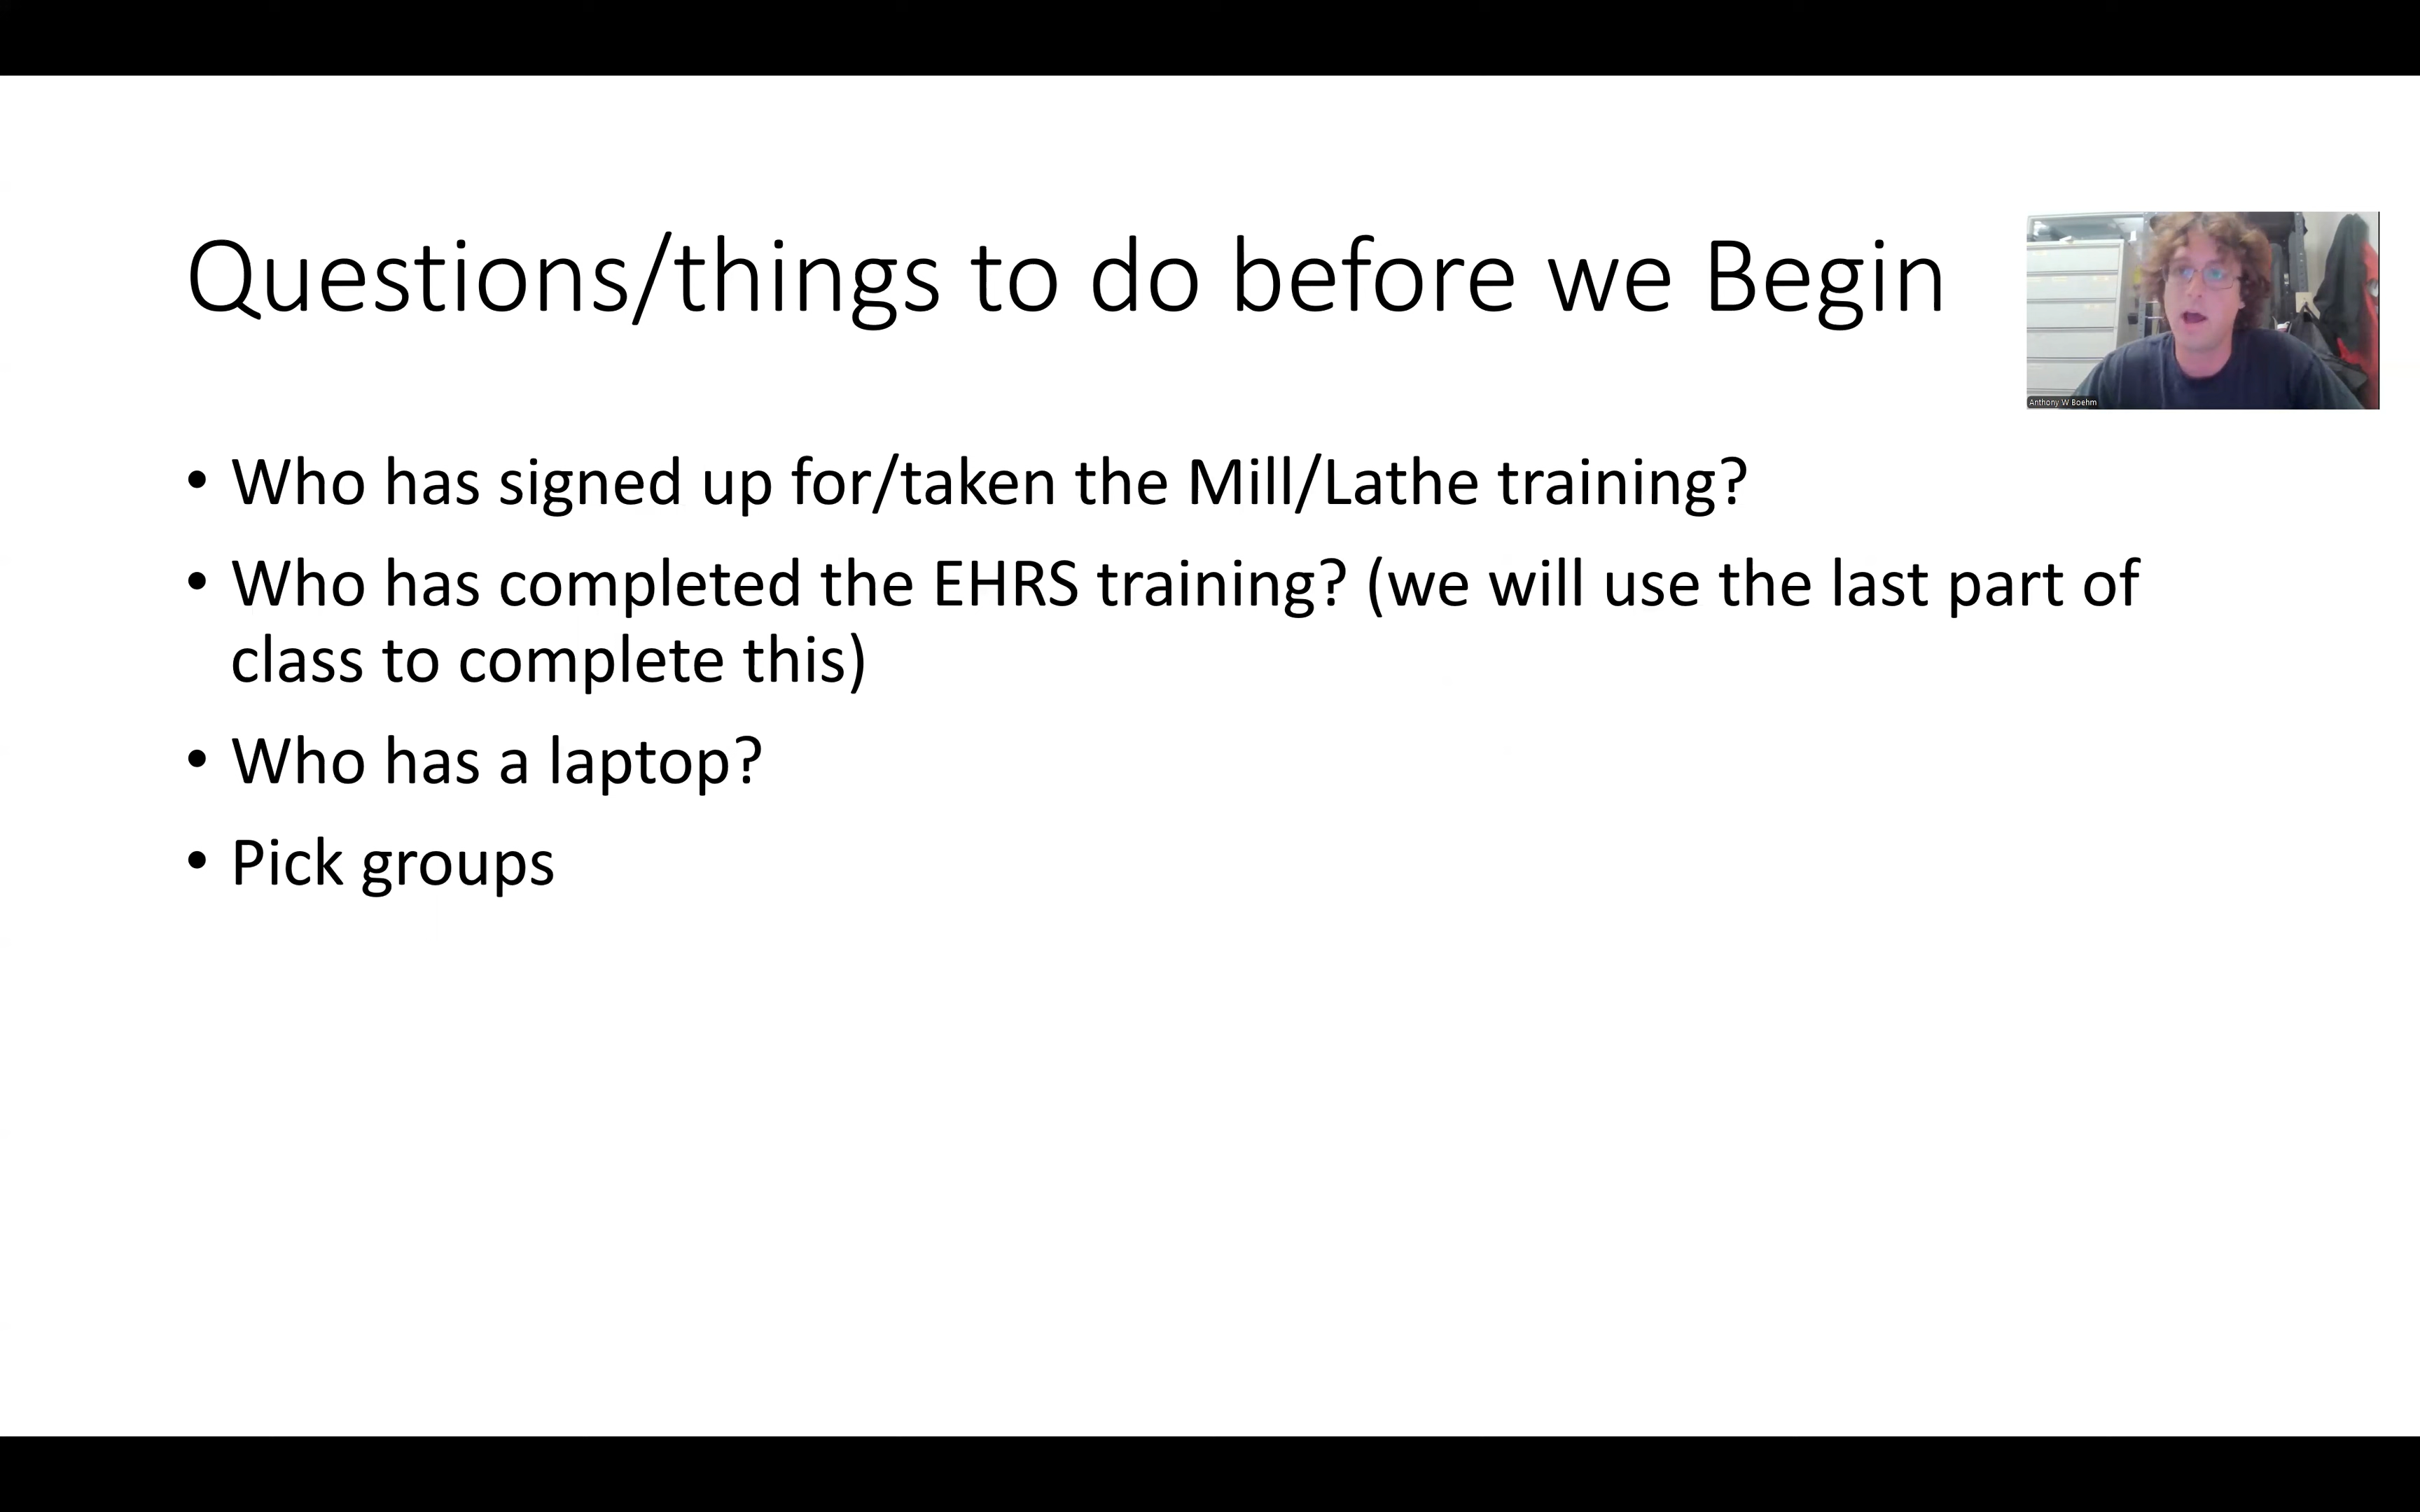 Questions/things to do before we Begin
Anthony W Boehm
• Who has signed up for/taken the Mill/Lathe training?
• Who has completed the EHRS training? (we will use the last part of
class to complete this)
• Who has a laptop?
• Pick groups